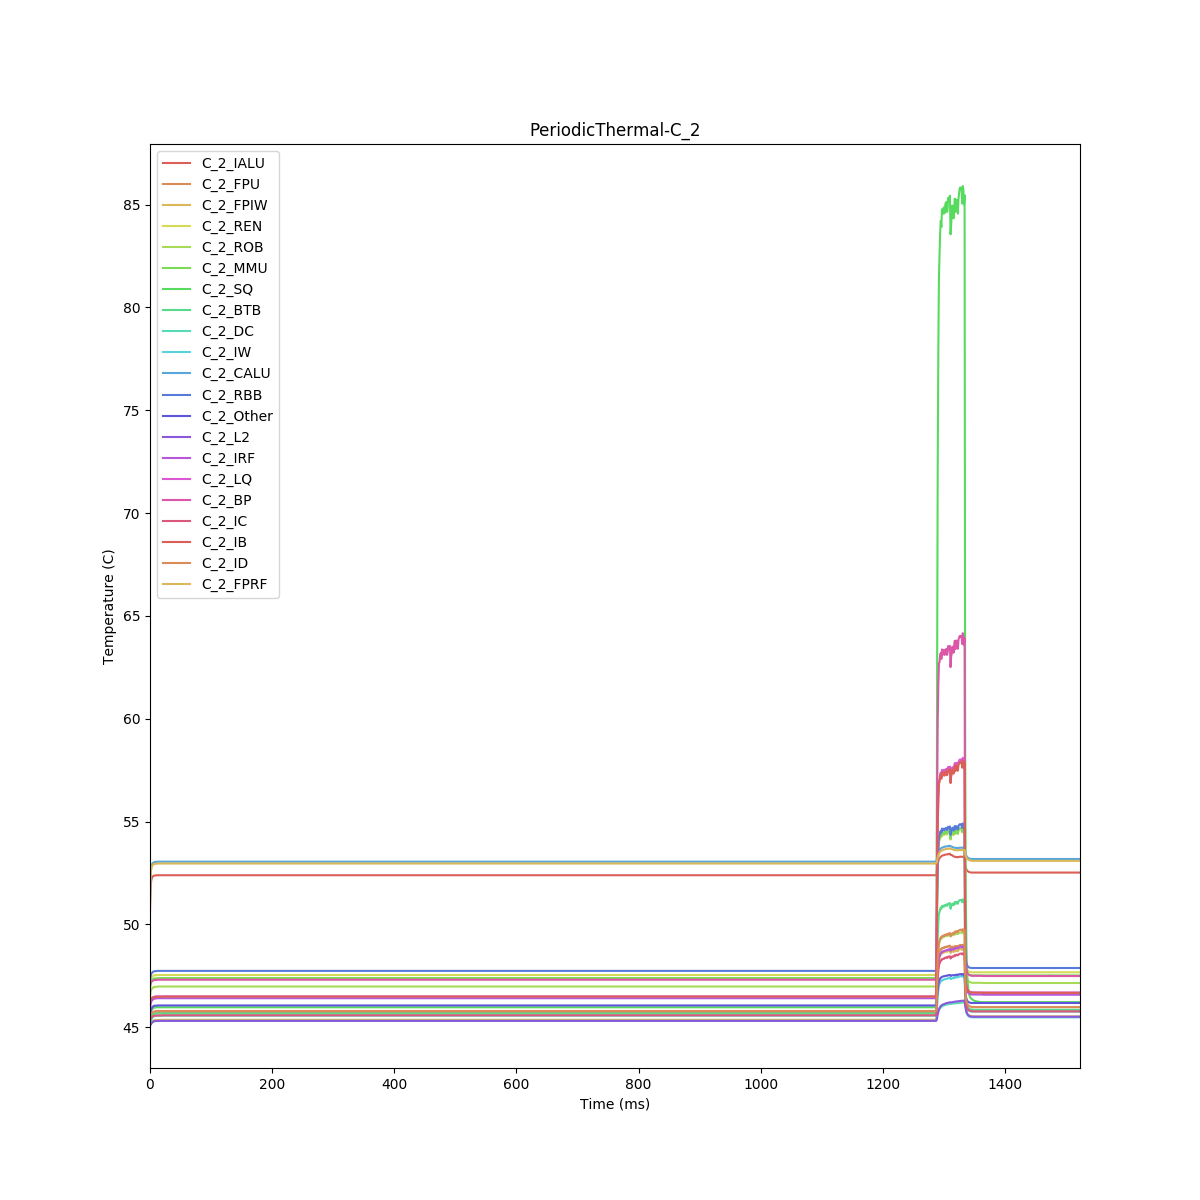 PeriodicThermal-C_2
C_2_IALU
C_2_FPU
C_2_FPIW
C_2_REN
C_2_ROB
C_2_MMU
C_2_SQ
C_2_BTB
C_2_DC
C_2_IW
C_2_CALU
C_2_RBB
C_2_Other
C_2_L2
C_2_IRF
C_2_LQ
C_2_BP
C_2_IC
C_2_IB
C_2_ID
C_2_FPRF
Temperature (C)
85
80
75
70
65
60
55
50
45
0 200 400 600 800 1000 1200 1400
Time (ms)